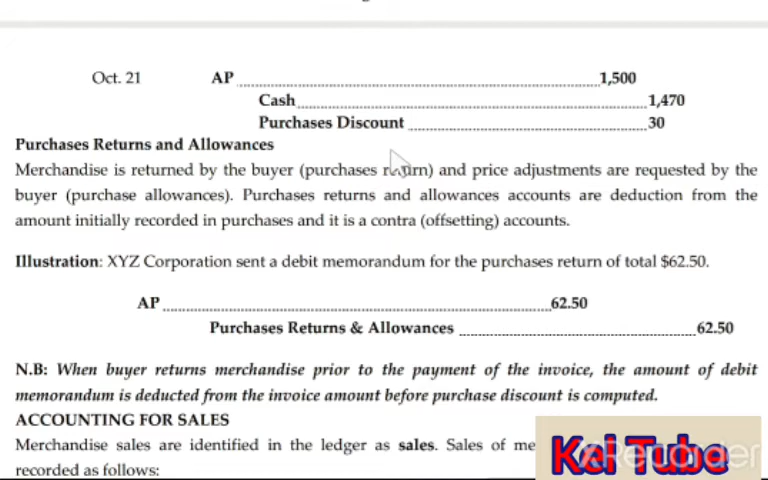 Oct. 21 AP 1,500
Cash 1,470
Purchases Discount 30
Purchases Returns and Allowances
Merchandise is returned by the buyer (purchases return) and price adjustments are requested by the
buyer (purchase allowances). Purchases returns and allowances accounts are deduction from the
amount initially recorded in purchases and it is a contra (offsetting) accounts.
Illustration: XYZ Corporation sent a debit memorandum for the purchases return of total $62.50.
AP 62.50
Purchases Returns & Allowances 62.50
N.B: When buyer returns merchandise prior to the payment of the invoice, the amount of debit
memorandum is deducted from the invoice amount before purchase discount is computed.
ACCOUNTING FOR SALES
Merchandise sales are identified in the ledger as sales. Sales of me
recorded as follows:
Kal Tube